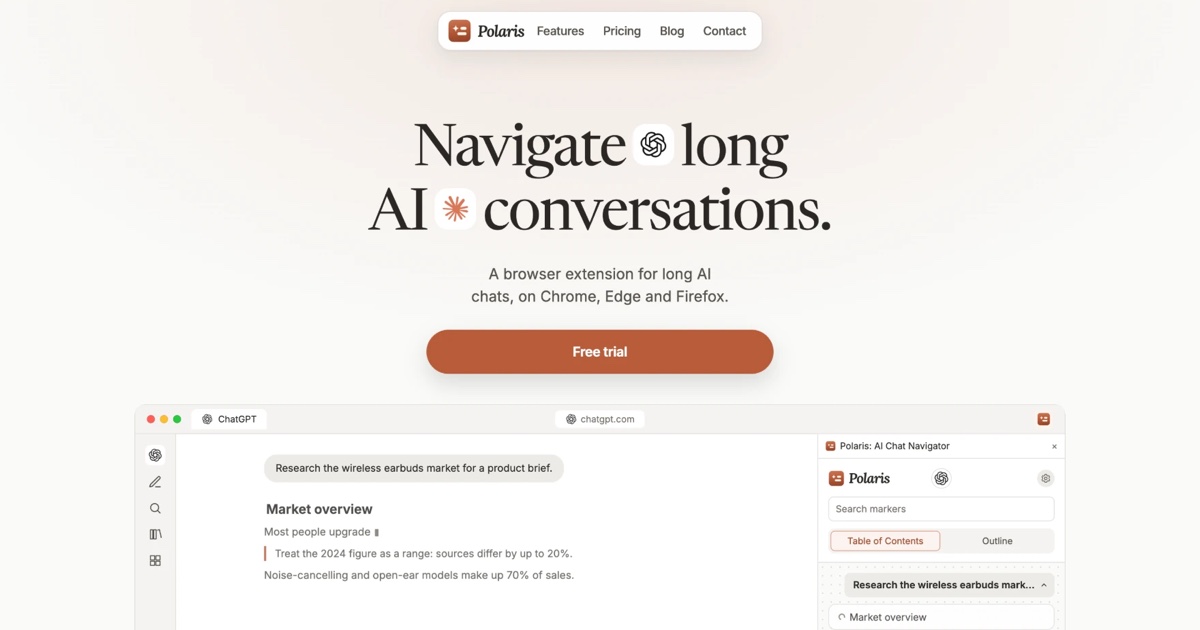 Polaris Features Pricing Blog Contact
Navigate long
AI conversations.
A browser extension for long AI
chats, on Chrome, Edge and Firefox.
Free trial
ChatGPT
chatgpt.com
Research the wireless earbuds market for a product brief.
Market overview
Most people upgrade
Treat the 2024 figure as a range: sources differ by up to 20%.
Noise-cancelling and open-ear models make up 70% of sales.
Polaris: AI Chat Navigator
Polaris
Search markers
Table of Contents Outline
Research the wireless earbuds mark...
Market overview